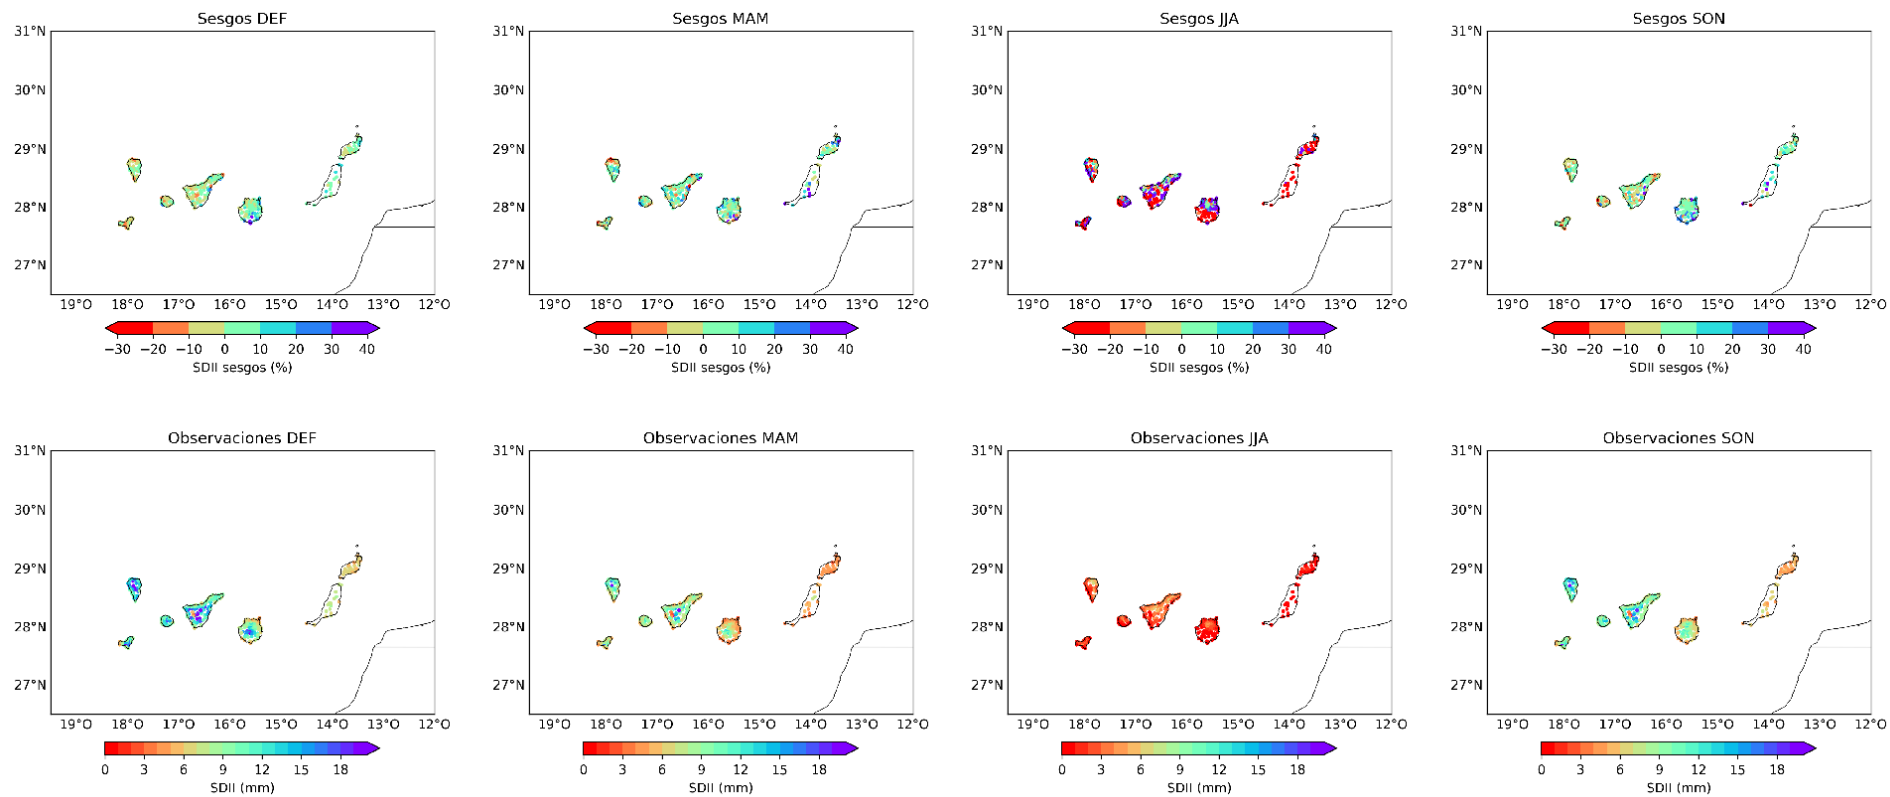 Sesgos DEF
Sesgos MAM
Sesgos JJA
Sesgos SON
31°N
30°N
29°N
28°N
27°N
19°O 18°O 17°O 16°O 15°O 14°O 13°O 12°O
−30 −20 −10 0 10 20 30 40
SDII sesgos (%)
31°N
30°N
29°N
28°N
27°N
19°O 18°O 17°O 16°O 15°O 14°O 13°O 12°O
−30 −20 −10 0 10 20 30 40
SDII sesgos (%)
31°N
30°N
29°N
28°N
27°N
19°O 18°O 17°O 16°O 15°O 14°O 13°O 12°O
−30 −20 −10 0 10 20 30 40
SDII sesgos (%)
31°N
30°N
29°N
28°N
27°N
19°O 18°O 17°O 16°O 15°O 14°O 13°O 12°O
−30 −20 −10 0 10 20 30 40
SDII sesgos (%)
Observaciones DEF
Observaciones MAM
Observaciones JJA
Observaciones SON
31°N
30°N
29°N
28°N
27°N
19°O 18°O 17°O 16°O 15°O 14°O 13°O 12°O
0 3 6 9 12 15 18
SDII (mm)
31°N
30°N
29°N
28°N
27°N
19°O 18°O 17°O 16°O 15°O 14°O 13°O 12°O
0 3 6 9 12 15 18
SDII (mm)
31°N
30°N
29°N
28°N
27°N
19°O 18°O 17°O 16°O 15°O 14°O 13°O 12°O
0 3 6 9 12 15 18
SDII (mm)
31°N
30°N
29°N
28°N
27°N
19°O 18°O 17°O 16°O 15°O 14°O 13°O 12°O
0 3 6 9 12 15 18
SDII (mm)